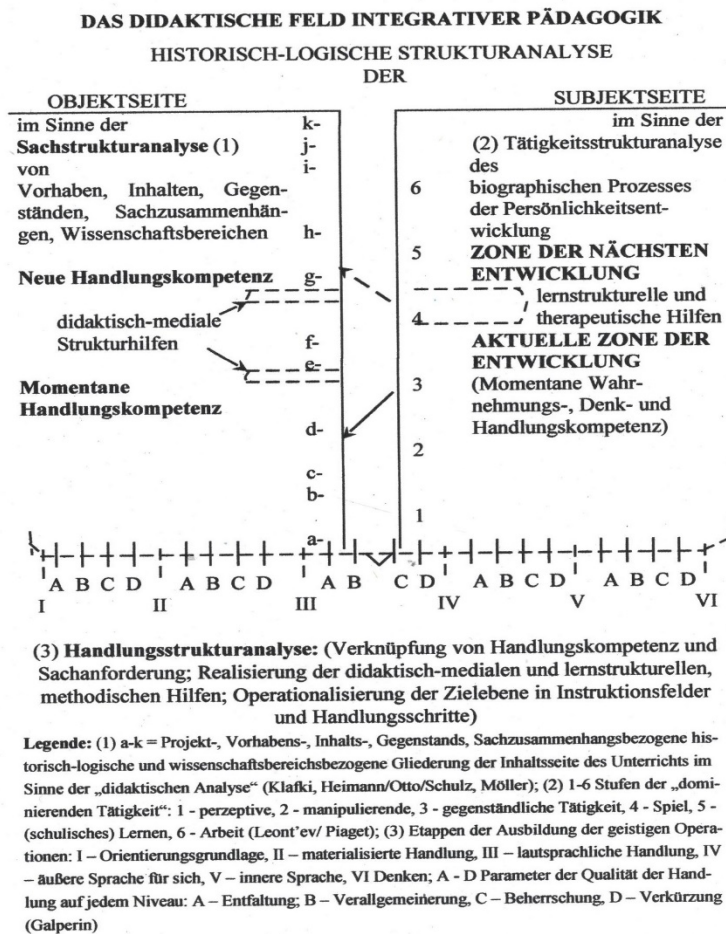 DAS DIDAKTISCHE FELD INTEGRATIVER PÄDAGOGIK
HISTORISCH-LOGISCHE STRUKTURANALYSE
DER
OBJEKTSEITE
im Sinne der
Sachstrukturanalyse (1)
von
Vorhaben, Inhalten, Gegen-
ständen, Sachzusammenhän-
gen, Wissenschaftsbereichen
Neue Handlungskompetenz
didaktisch-mediale
Strukturhilfen
Momentane
Handlungskompetenz
k-
j-
i-
h-
g-
f-
e-
d-
c-
b-
a-
SUBJEKTSEITE
im Sinne der
(2) Tätigkeitsstrukturanalyse
des
biographischen Prozesses
der Persönlichkeitsent-
wicklung
ZONE DER NÄCHSTEN
ENTWICKLUNG
lernstrukturelle und
therapeutische Hilfen
AKTUELLE ZONE DER
ENTWICKLUNG
(Momentane Wahr-
nehmungs-, Denk- und
Handlungskompetenz)
6
5
4
3
2
1
A B C D A B C D A B C D A B C D A B C D
I II III IV V VI
(3) Handlungsstrukturanalyse: (Verknüpfung von Handlungskompetenz und
Sachanforderung; Realisierung der didaktisch-medialen und lernstrukturellen,
methodischen Hilfen; Operationalisierung der Zielebene in Instruktionsfelder
und Handlungsschritte)
Legende: (1) a-k = Projekt-, Vorhabens-, Inhalts-, Gegenstands, Sachzusammenhangsbezogene his-
torisch-logische und wissenschaftsbereichsbezogene Gliederung der Inhaltsseite des Unterrichts im
Sinne der „didaktischen Analyse“ (Klafki, Heimann/Otto/Schulz, Möller); (2) 1-6 Stufen der „domi-
nierenden Tätigkeit“: 1 - perzeptive, 2 - manipulierende, 3 - gegenständliche Tätigkeit, 4 - Spiel, 5 -
(schulisches) Lernen, 6 - Arbeit (Leont'ev/ Piaget); (3) Etappen der Ausbildung der geistigen Opera-
tionen: I – Orientierungsgrundlage, II – materialisierte Handlung, III – lautsprachliche Handlung, IV
– äußere Sprache für sich, V – innere Sprache, VI Denken; A - D Parameter der Qualität der Hand-
lung auf jedem Niveau: A – Entfaltung; B – Verallgemeinerung, C – Beherrschung, D – Verkürzung
(Galperin)